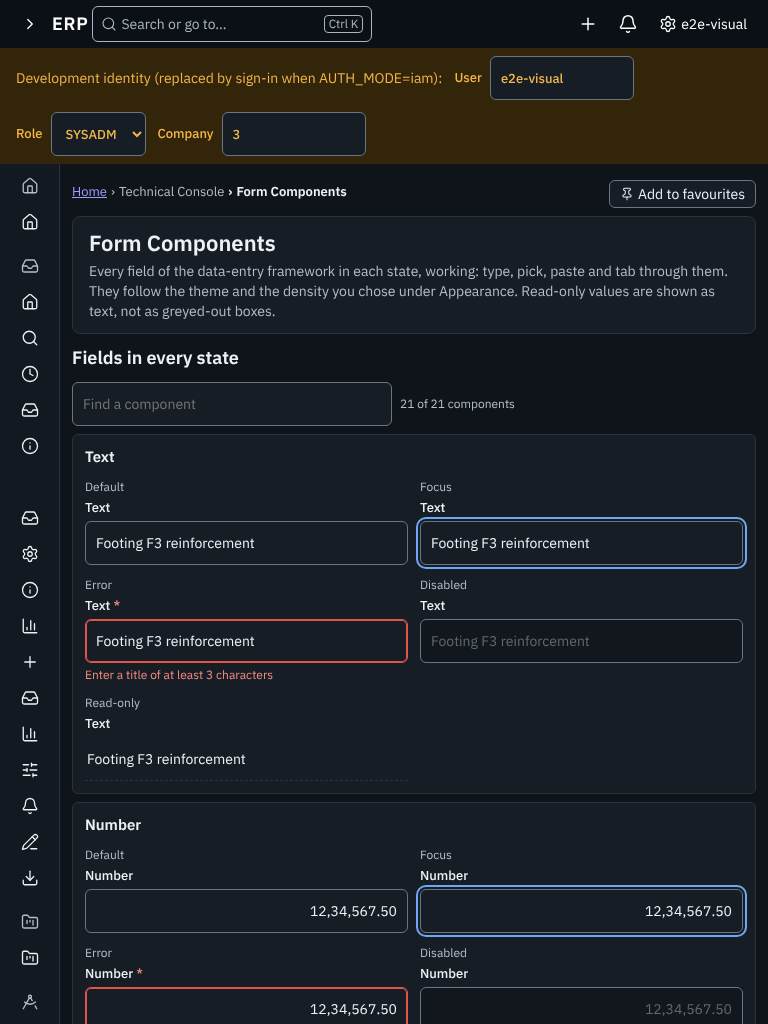 ERP
Search or go to...
Ctrl K
e2e-visual
Development identity (replaced by sign-in when AUTH_MODE=iam):
User
e2e-visual
Role
SYSADM
Company
3
Home › Technical Console › Form Components
Add to favourites
Form Components
Every field of the data-entry framework in each state, working: type, pick, paste and tab through them.
They follow the theme and the density you chose under Appearance. Read-only values are shown as
text, not as greyed-out boxes.
Fields in every state
Find a component
21 of 21 components
Text
Default
Text
Footing F3 reinforcement
Focus
Text
Footing F3 reinforcement
Error
Text *
Footing F3 reinforcement
Enter a title of at least 3 characters
Disabled
Text
Footing F3 reinforcement
Read-only
Text
Footing F3 reinforcement
Number
Default
Number
12,34,567.50
Focus
Number
12,34,567.50
Error
Number *
12,34,567.50
Disabled
Number
12,34,567.50